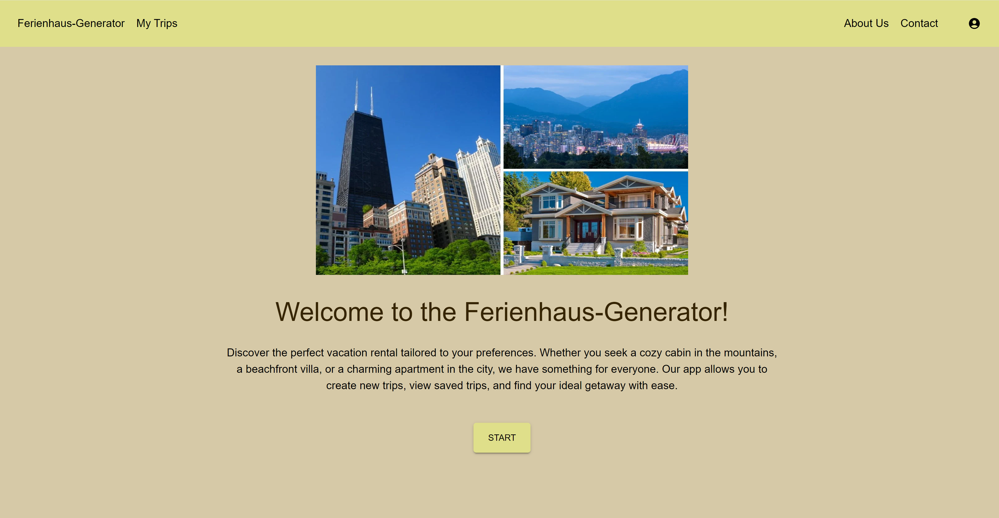 Ferienhaus-Generator My Trips About Us Contact
Welcome to the Ferienhaus-Generator!
Discover the perfect vacation rental tailored to your preferences. Whether you seek a cozy cabin in the mountains,
a beachfront villa, or a charming apartment in the city, we have something for everyone. Our app allows you to
create new trips, view saved trips, and find your ideal getaway with ease.
START